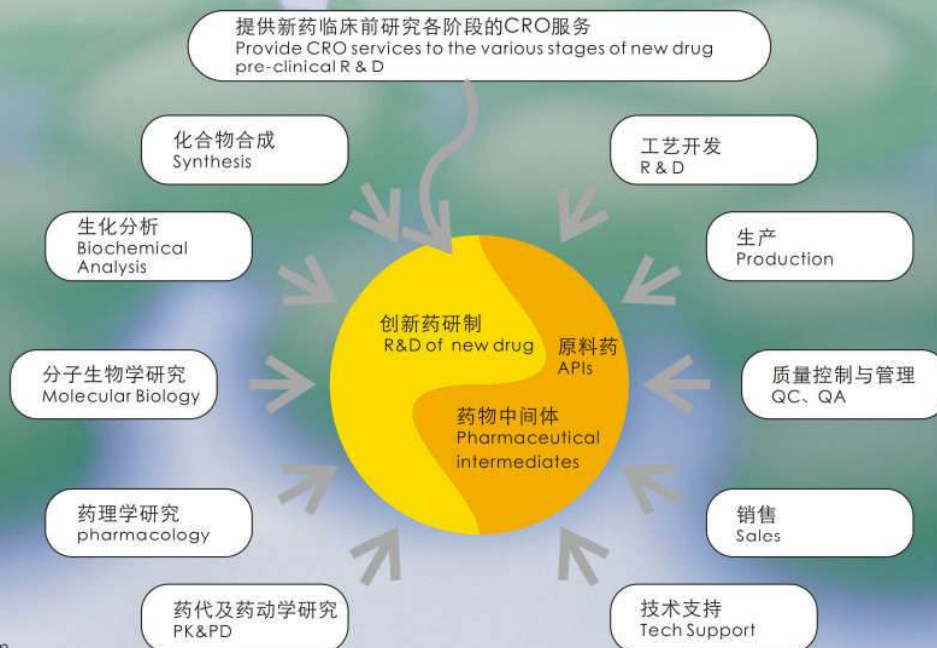 提供新药临床前研究各阶段的CRO服务
Provide CRO services to the various stages of new drug
pre-clinical R & D
化合物合成
Synthesis
工艺开发
R & D
生化分析
Biochemical
Analysis
生产
Production
创新药研制
R&D of new drug
原料药
APIs
分子生物学研究
Molecular Biology
质量控制与管理
QC、QA
药物中间体
Pharmaceutical
intermediates
药理学研究
pharmacology
销售
Sales
药代及药动学研究
PK&PD
技术支持
Tech Support